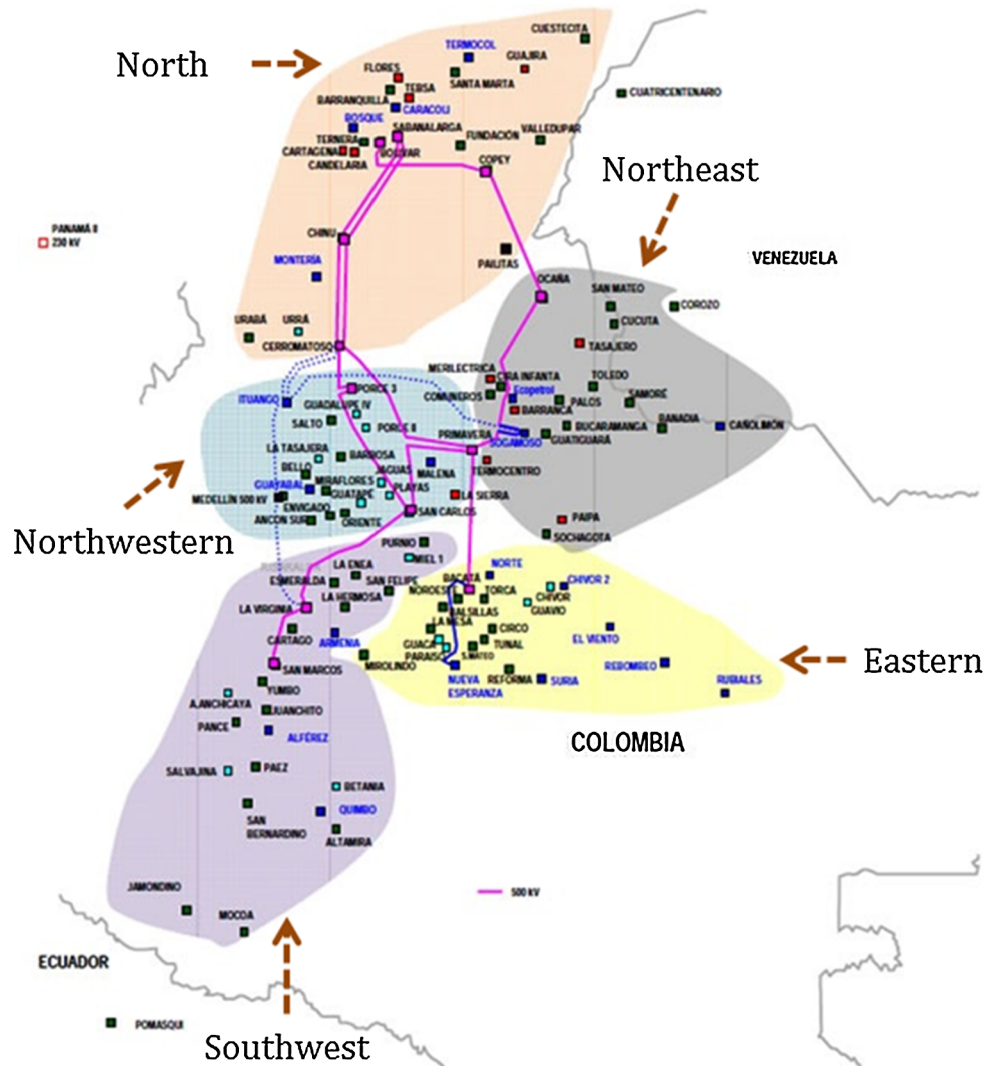 North
CUESTECITA
TERMOCOL
GUAJIRA
FLORES
SANTA MARTA
TEBSA
BARRANQUILLA
CARACOLI
CUATRICENTENARIO
BOSQUE
SABANALARGA
VALLEDUPAR
FUNDACIÓN
TERNERA
CARTAGENA
BOLIVAR
CANDELARIA
COPEY
Northeast
PANAMÁ II
230 kV
CHINU
MONTERÍA
PAILITAS
VENEZUELA
OCAÑA
SAN MATEO
COROZO
URABÁ
URRÁ
CUCUTA
CERROMATOSO
TASAJERO
MERILECTRICA
CIRA INFANTA
TOLEDO
PORCE 3
ITUANGO
COMUNEROS
Ecopetrol
PALOS
SAMORÉ
GUADALUPE IV
BARRANCA
SALTO
PORCE II
BUCARAMANGA
BANADIA
CAÑOLIMÓN
PRIMAVERA
SOGAMOSO
GUATIGUARÁ
LA TASAJERA
BARBOSA
BELLO
JAGUAS
MALENA
TERMOCENTRO
GUAYABAL
MIRAFLORES
PLAYAS
MEDELLÍN 500 kV
GUATAPE
LA SIERRA
ENVIGADO
SAN CARLOS
ANCON SUR
ORIENTE
PAIPA
SOCHAGOTA
Northwestern
PURNIO
MIEL 1
LA ENEA
NORTE
ESMERALDA
SAN FELIPE
BACATA
CHIVOR 2
NOROESTE
TORCA
CHIVOR
LA HERMOSA
BALSILLAS
GUAVIO
LA VIRGINIA
LA MESA
CIRCO
CARTAGO
ARMENIA
GUACA
TUNAL
EL VIENTO
PARAISO
S.MATEO
Eastern
MIROLINDO
SAN MARCOS
REBOMBEO
NUEVA
ESPERANZA
REFORMA
SURIA
RUBIALES
YUMBO
A.ANCHICAYA
JUANCHITO
PANCE
ALFÉREZ
COLOMBIA
SALVAJINA
PAEZ
BETANIA
QUIMBO
SAN
BERNARDINO
ALTAMIRA
JAMONDINO
500 kV
MOCOA
ECUADOR
POMASQUI
Southwest